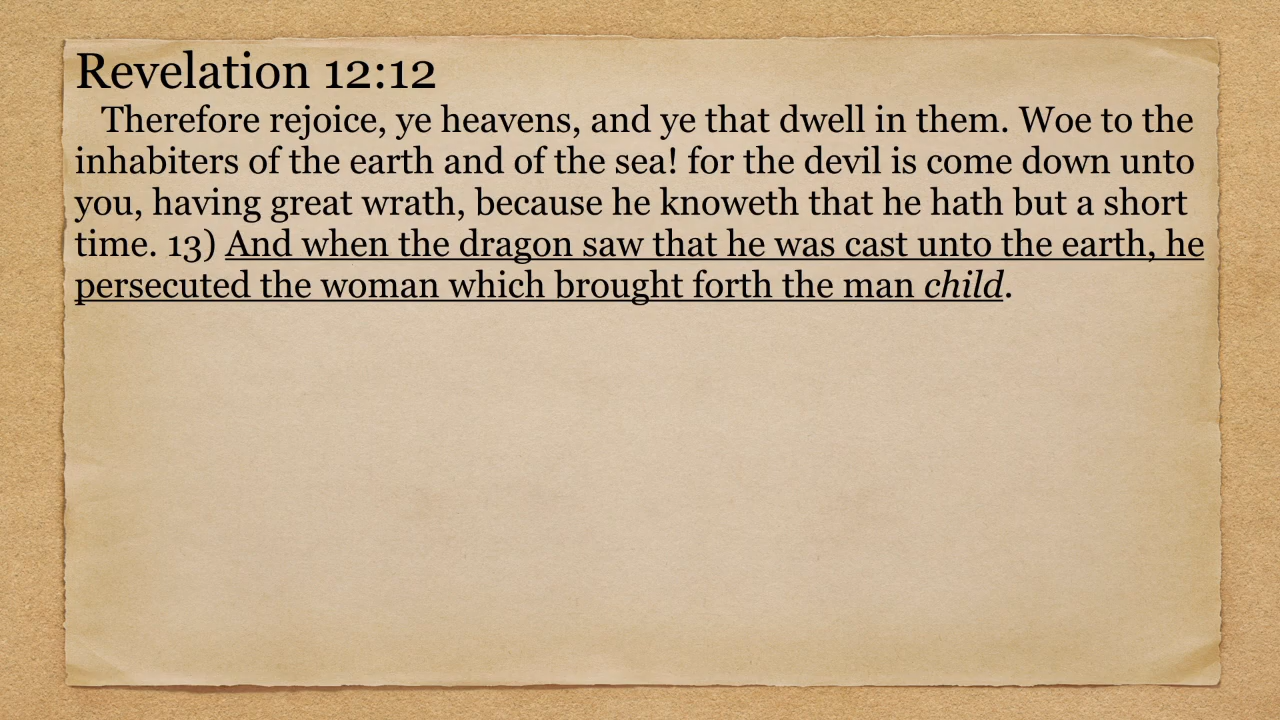 Revelation 12:12
Therefore rejoice, ye heavens, and ye that dwell in them. Woe to the
inhabiters of the earth and of the sea! for the devil is come down unto
you, having great wrath, because he knoweth that he hath but a short
time. 13) And when the dragon saw that he was cast unto the earth, he
persecuted the woman which brought forth the man child.